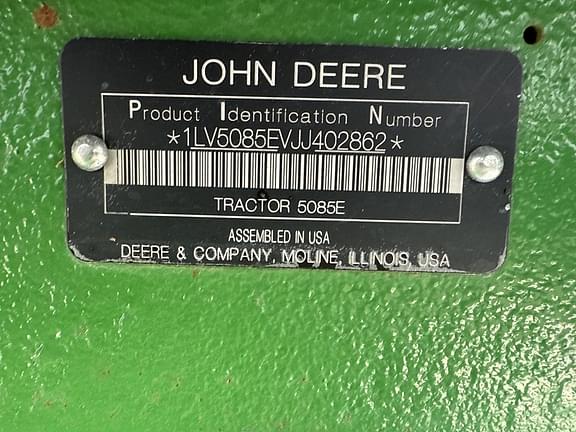 JOHN DEERE
Product Identification Number
*1LV5085EVJJ402862*
TRACTOR 5085E
ASSEMBLED IN USA
DEERE & COMPANY, MOLINE, ILLINOIS, USA